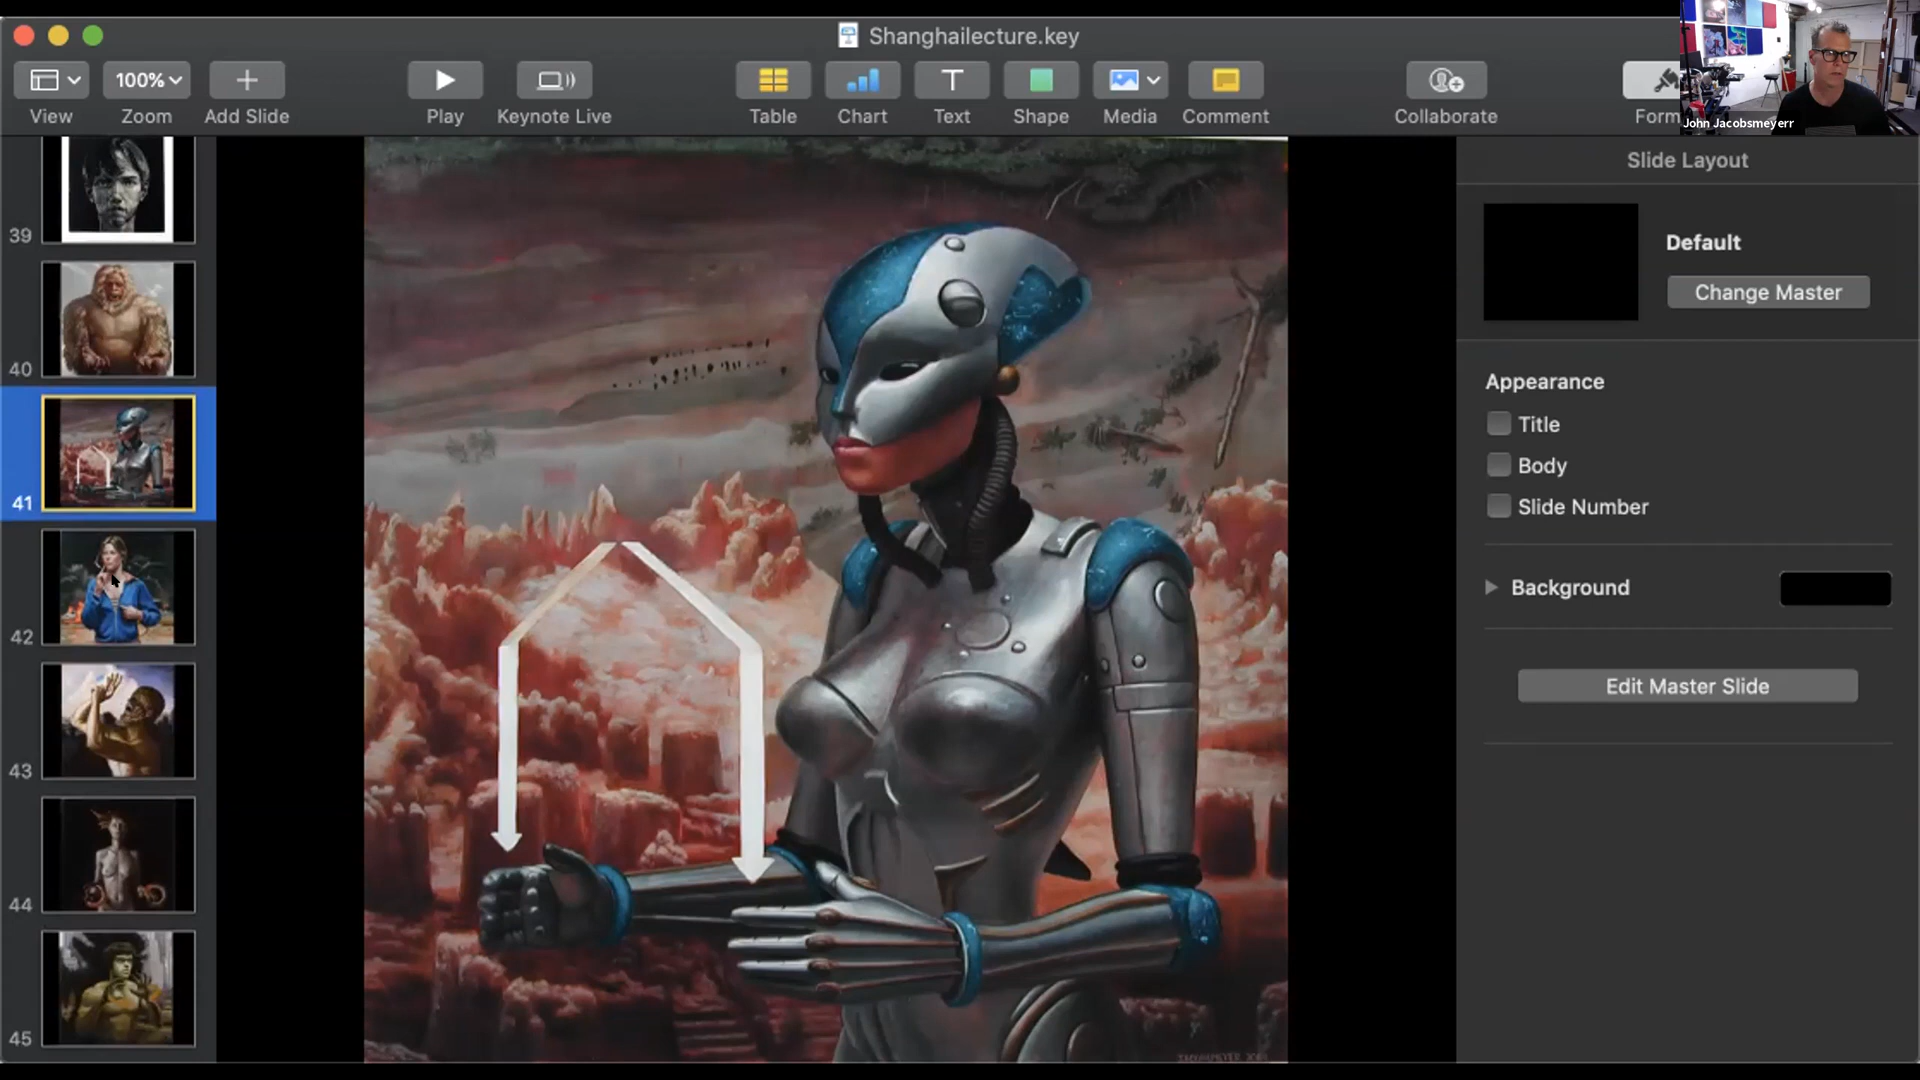 Shanghailecture.key
100%
View
Zoom
Add Slide
Play
Keynote Live
Table
Chart
T
Text
Shape
Media
Comment
Collaborate
Form
John Jacobsmeyerr
39
40
41
42
43
44
45
Slide Layout
Default
Change Master
Appearance
Title
Body
Slide Number
Background
Edit Master Slide